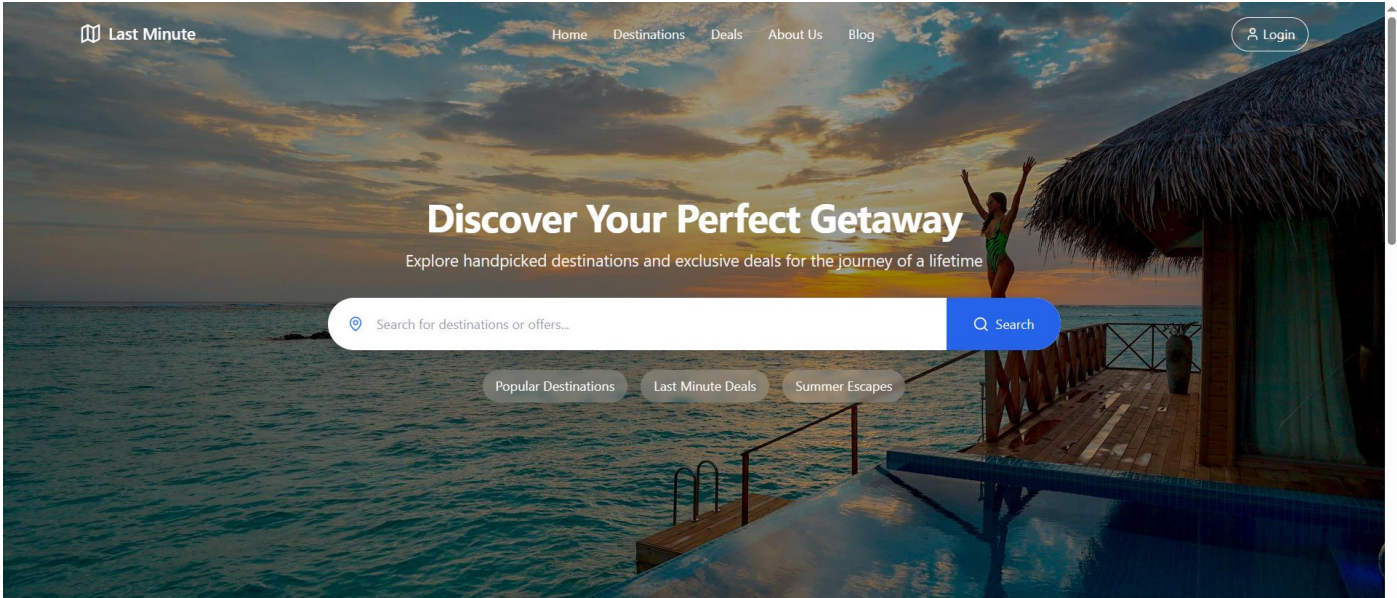 Last Minute
Home Destinations Deals About Us Blog
Login
Discover Your Perfect Getaway
Explore handpicked destinations and exclusive deals for the journey of a lifetime
Search for destinations or offers...
Search
Popular Destinations Last Minute Deals Summer Escapes